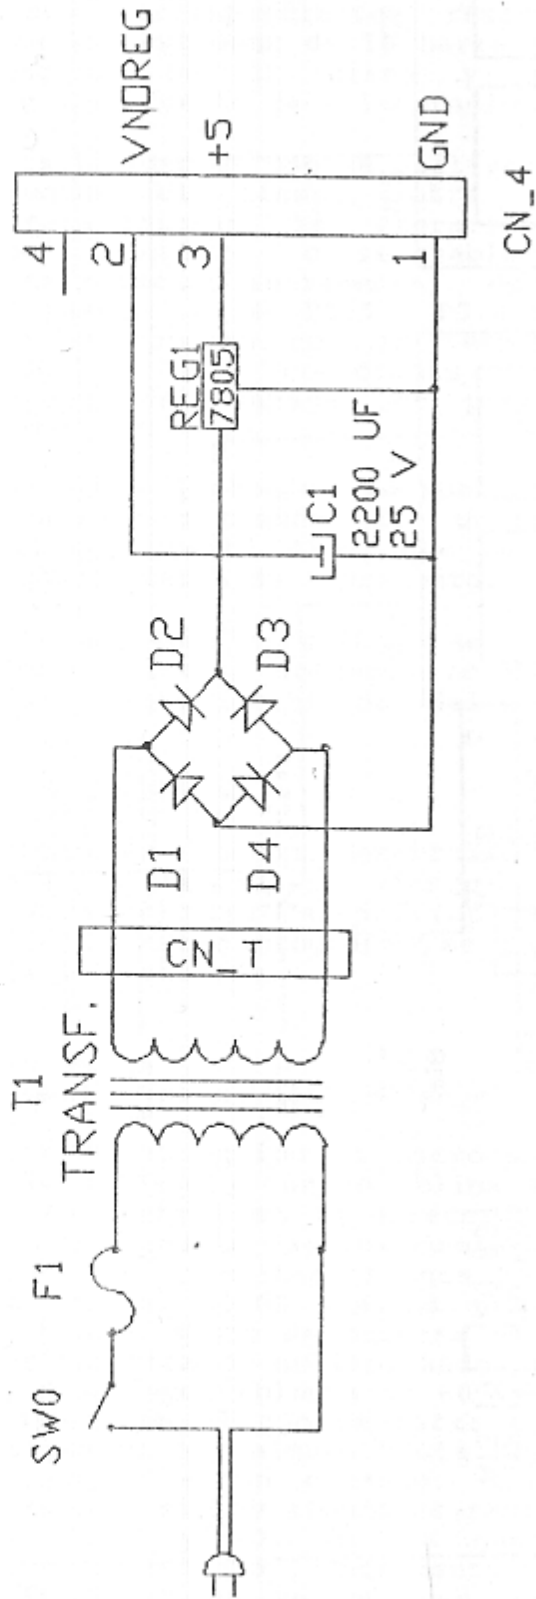 SW0
F1
T1
TRANSF.
CN_T
D1
D2
D4
D3
C1
2200 UF
25 V
REG1
7805
4
2
3
1
VNOREG
+5
GND
CN_4